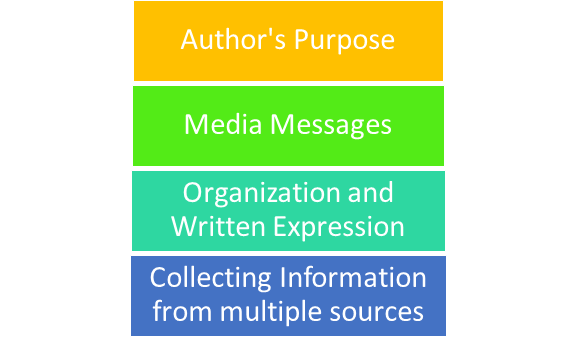 Author's Purpose
Media Messages
Organization and
Written Expression
Collecting Information
from multiple sources